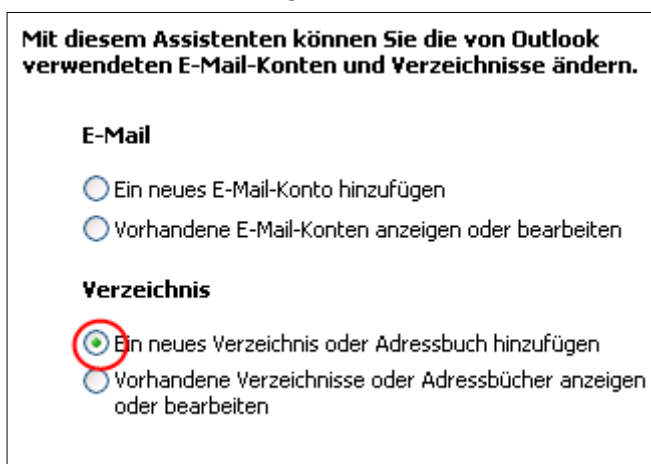 Mit diesem Assistenten können Sie die von Outlook
verwendeten E-Mail-Konten und Verzeichnisse ändern.
E-Mail
Ein neues E-Mail-Konto hinzufügen
Vorhandene E-Mail-Konten anzeigen oder bearbeiten
Verzeichnis
Ein neues Verzeichnis oder Adressbuch hinzufügen
Vorhandene Verzeichnisse oder Adressbücher anzeigen
oder bearbeiten